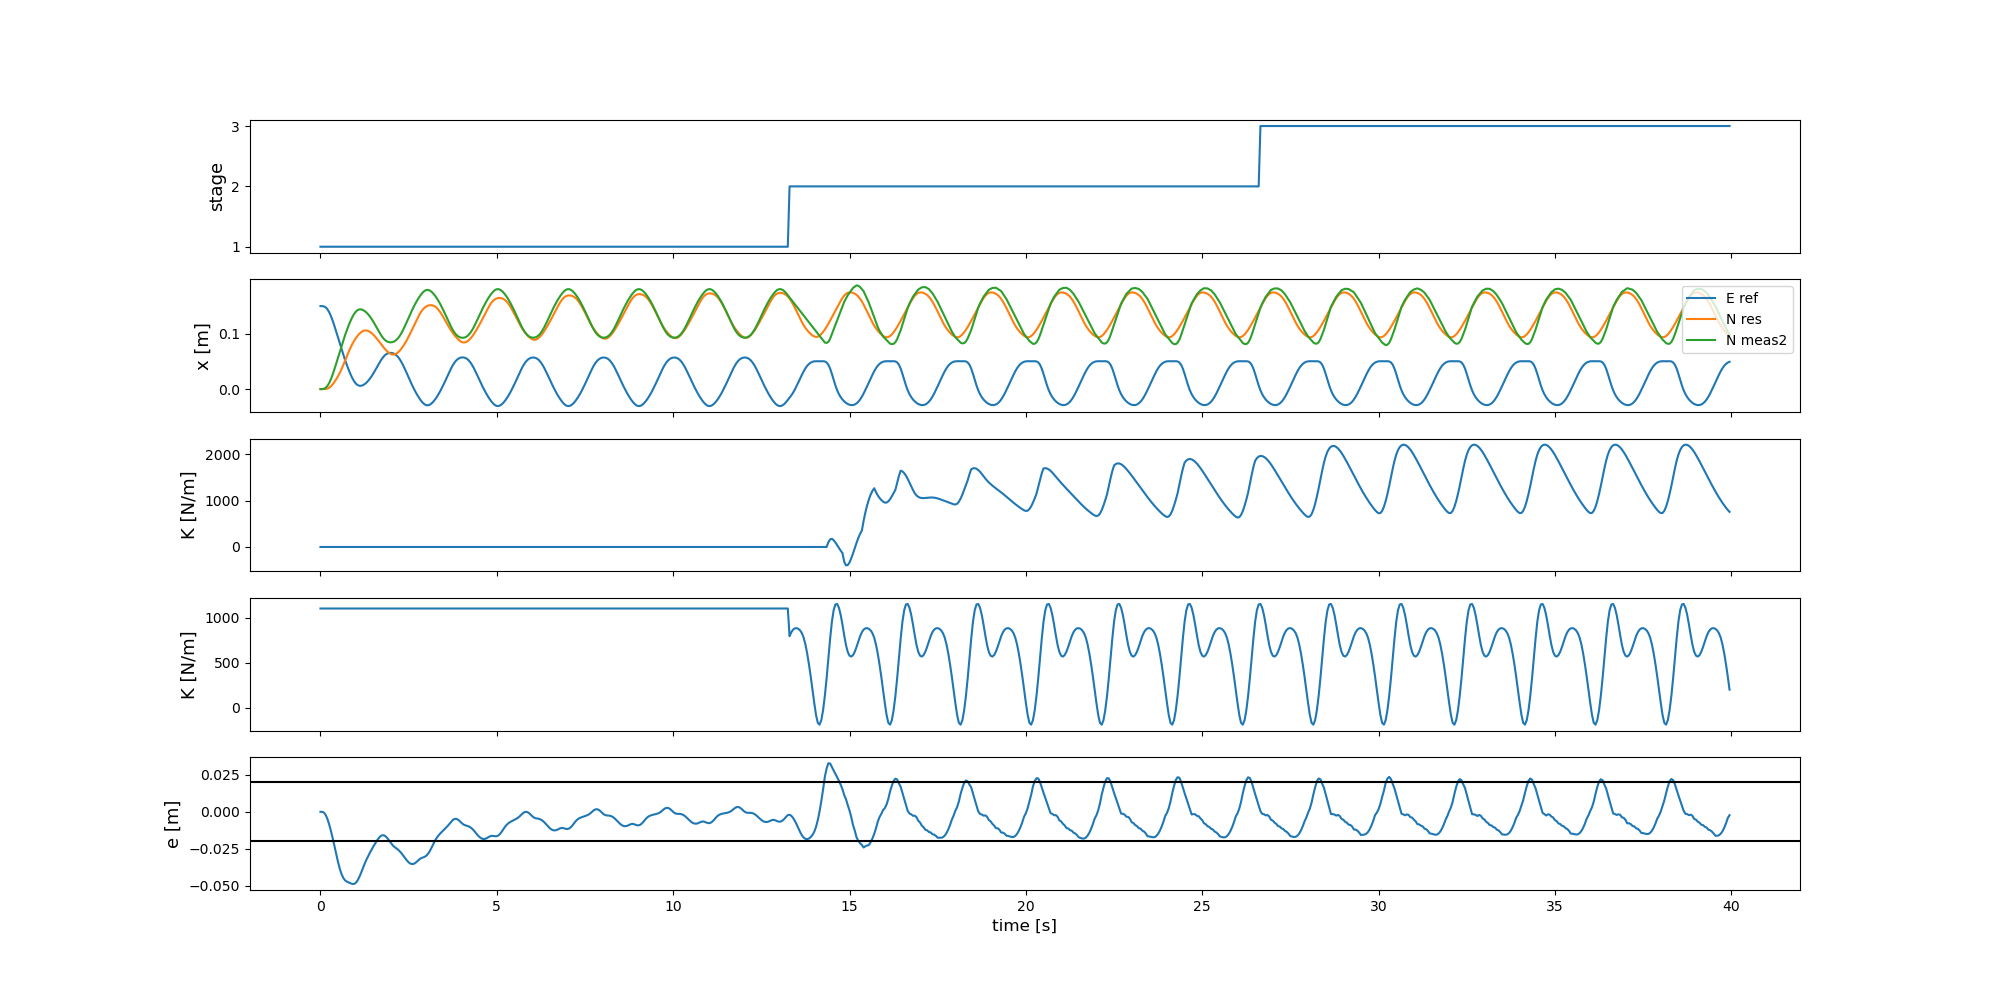 stage
3
2
1
x [m]
0.1
0.0
E ref
N res
N meas2
K [N/m]
2000
1000
0
K [N/m]
1000
500
0
e [m]
0.025
0.000
−0.025
−0.050
0 5 10 15 20 25 30 35 40
time [s]